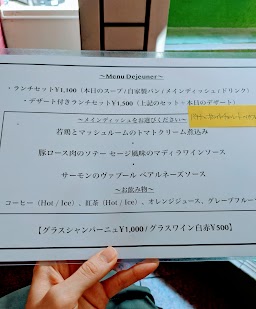 ～Menu Dejeuner～
・ランチセット¥1,100（本日のスープ/自家製パン/メインディッシュ/ドリンク）
・デザート付きランチセット¥1,500（上記のセット＋本日のデザート）
～メインディッシュをお選びください～
若鶏とマッシュルームのトマトクリーム煮込み
・
豚ロース肉のソテー セージ風味のマディラワインソース
・
サーモンのヴァプール ベアルネーズソース
～お飲み物～
コーヒー（Hot / Ice）、紅茶（Hot / Ice）、オレンジジュース、グレープフルーツ
【グラスシャンパーニュ¥1,000/グラスワイン白赤¥500】